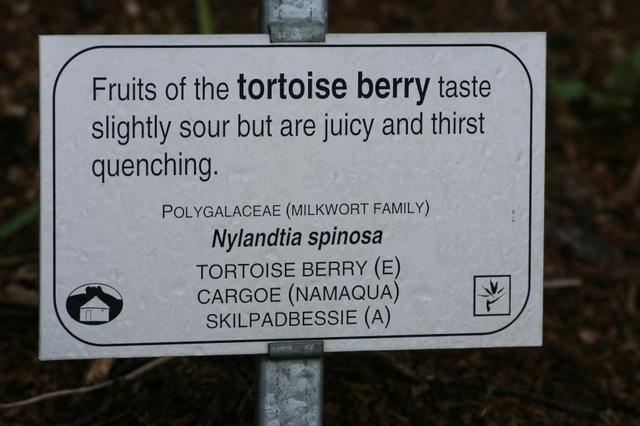 Fruits of the tortoise berry taste
slightly sour but are juicy and thirst
quenching.
POLYGALACEAE (MILKWORT FAMILY)
Nylandtia spinosa
TORTOISE BERRY (E)
CARGOE (NAMAQUA)
SKILPADBESSIE (A)